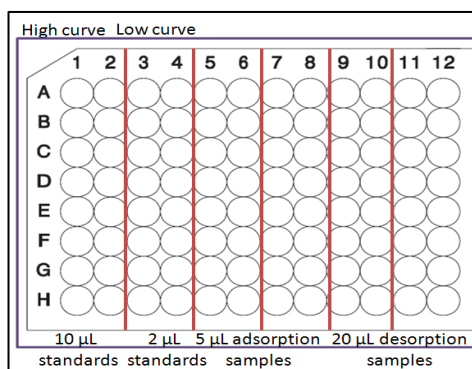 High curve Low curve
1 2 3 4 5 6 7 8 9 10 11 12
A
B
C
D
E
F
G
H
10 µL 2 µL 5 µL adsorption 20 µL desorption
standards standards samples samples